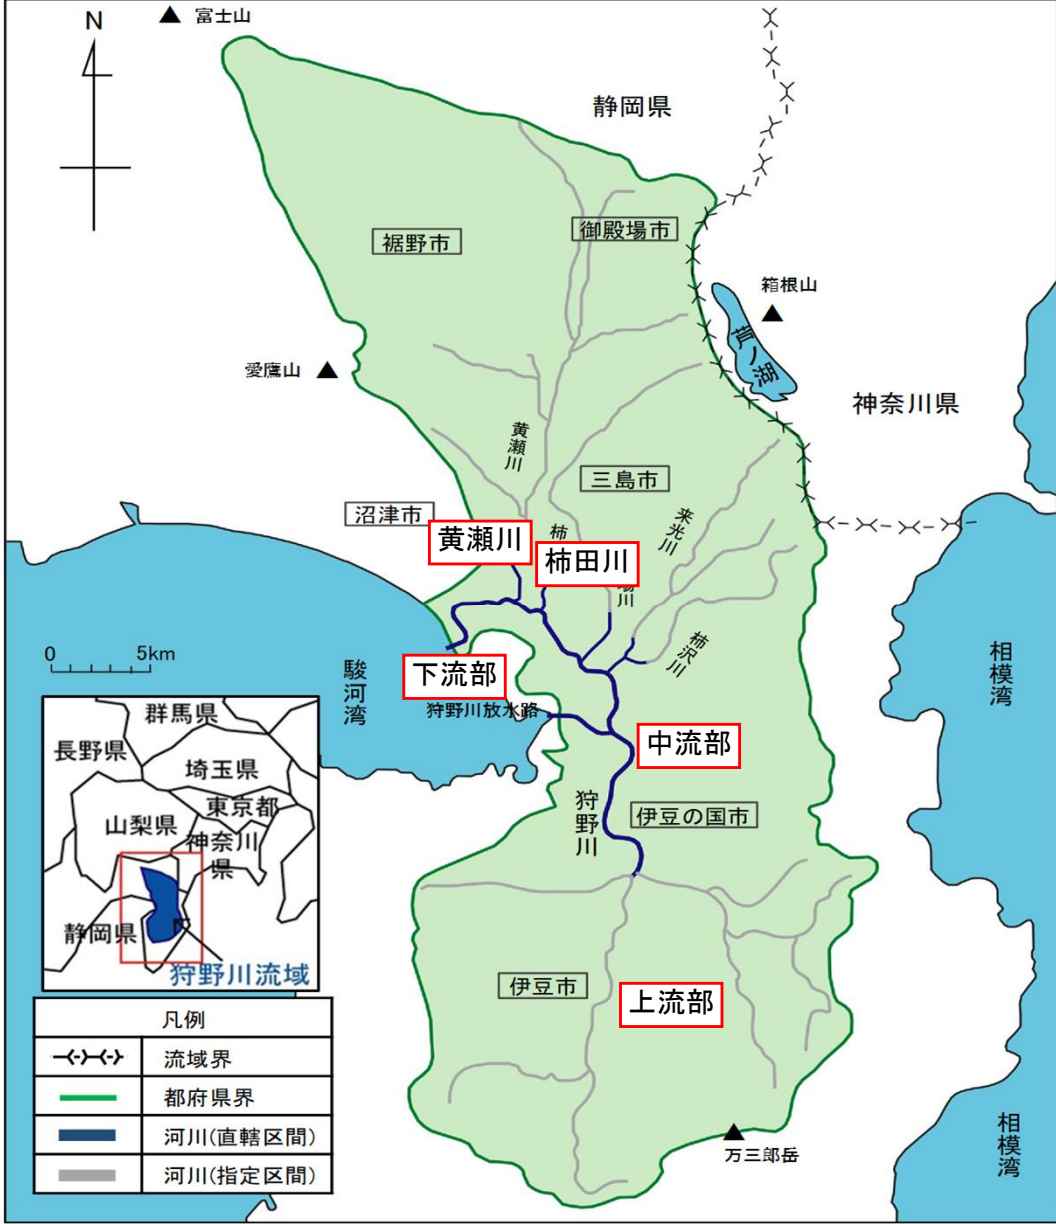 N
富士山
静岡県
御殿場市
裾野市
箱根山
芦ノ湖
愛鷹山
神奈川県
黄瀬川
三島市
沼津市
来光川
黄瀬川
柿
柿田川
場川
柿沢川
0 5km
駿河湾
下流部
狩野川放水路
相模湾
中流部
狩野川
伊豆の国市
群馬県
長野県
埼玉県
東京都
山梨県
神奈川県
静岡県
狩野川流域
伊豆市
上流部
凡例
流域界
都府県界
河川(直轄区間)
河川(指定区間)
万三郎岳
相模湾